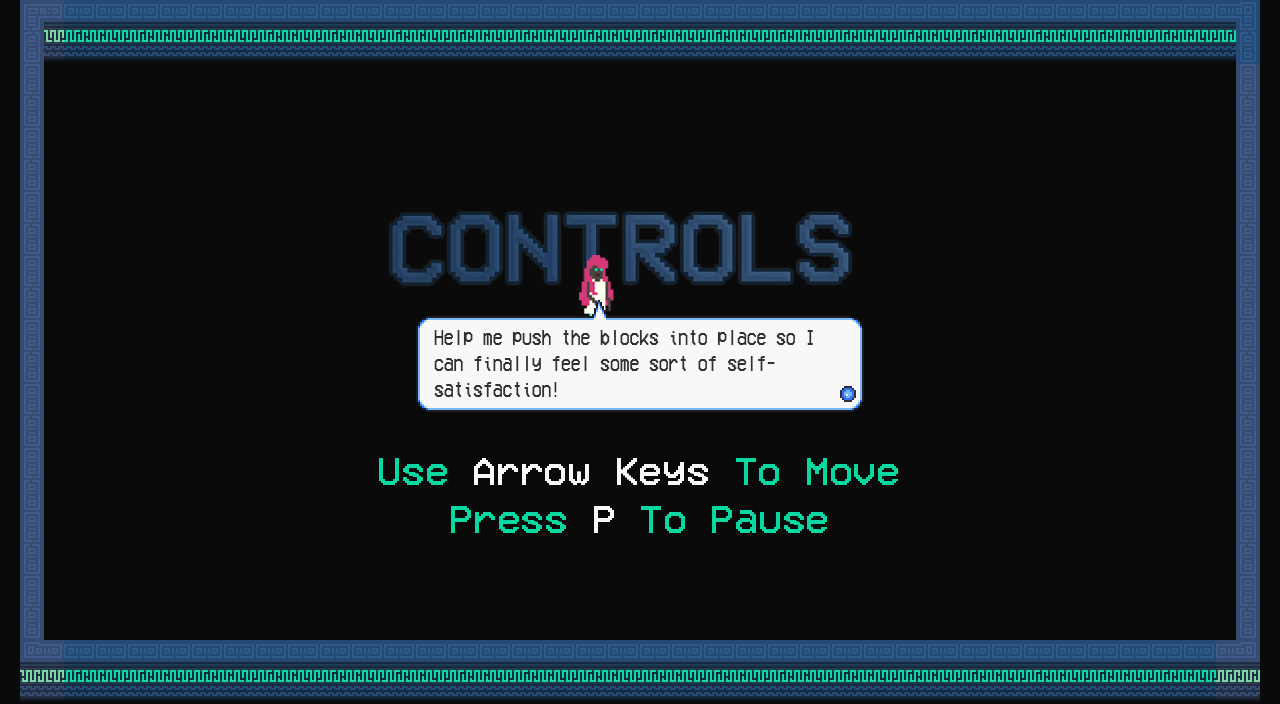 CONTROLS
Help me push the blocks into place so I
can finally feel some sort of self-
satisfaction!
Use Arrow Keys To Move
Press P To Pause